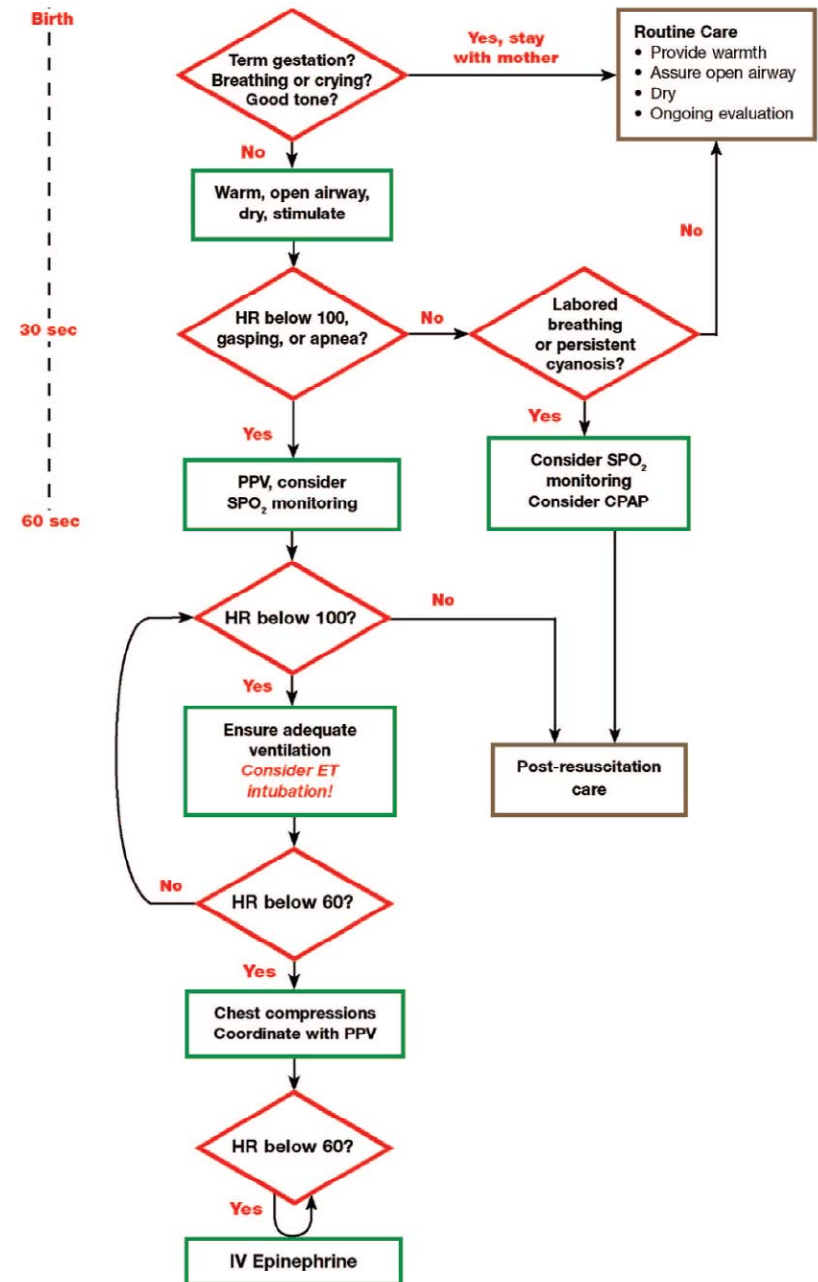 Birth
Term gestation?
Breathing or crying?
Good tone?
Yes, stay
with mother
Routine Care
• Provide warmth
• Assure open airway
• Dry
• Ongoing evaluation
No
Warm, open airway,
dry, stimulate
No
30 sec
HR below 100,
gasping, or apnea?
No
Labored
breathing
or persistent
cyanosis?
Yes
Yes
PPV, consider
SPO₂ monitoring
Consider SPO₂
monitoring
Consider CPAP
60 sec
HR below 100?
No
Yes
Ensure adequate
ventilation
Consider ET
intubation!
Post-resuscitation
care
No
HR below 60?
Yes
Chest compressions
Coordinate with PPV
HR below 60?
Yes
IV Epinephrine